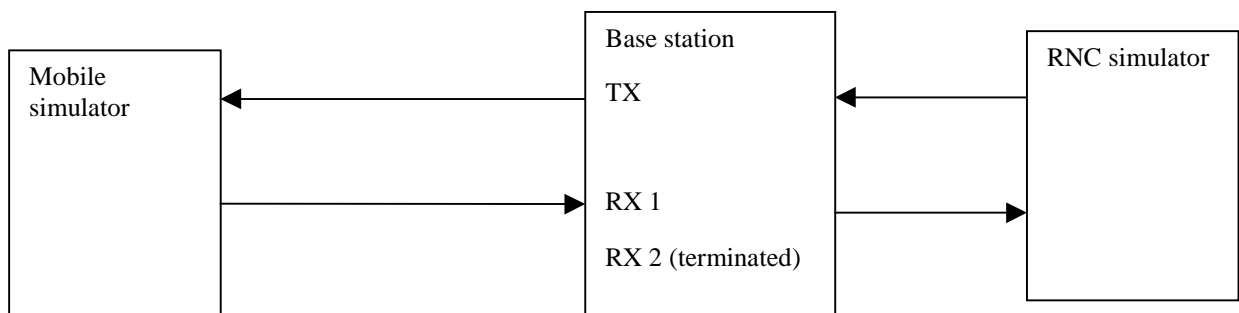 Mobile
simulator
Base station
TX
RX 1
RX 2 (terminated)
RNC simulator